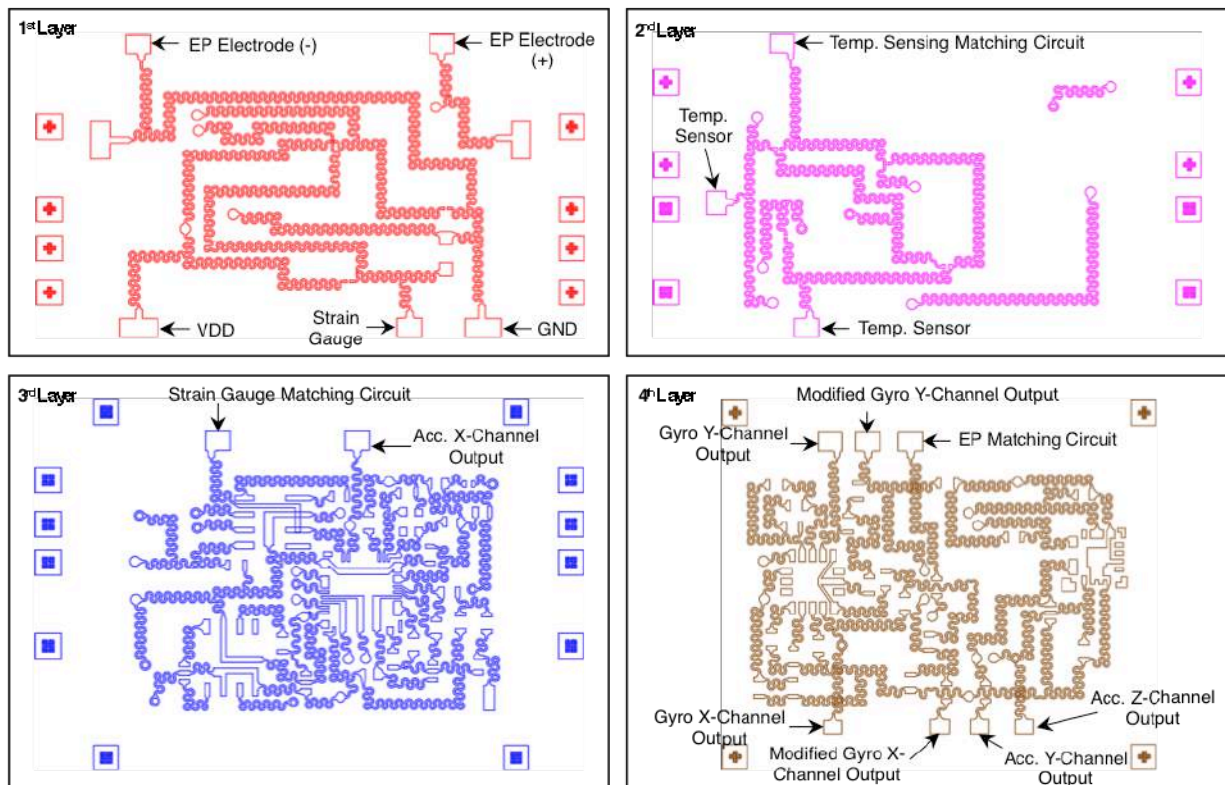 1st Layer
EP Electrode (-)
EP Electrode
(+)
VDD
Strain
Gauge
GND
2nd Layer
Temp. Sensing Matching Circuit
Temp.
Sensor
Temp. Sensor
3rd Layer
Strain Gauge Matching Circuit
Acc. X-Channel
Output
4th Layer
Modified Gyro Y-Channel Output
Gyro Y-Channel
Output
EP Matching Circuit
Gyro X-Channel
Output
Modified Gyro X-
Channel Output
Acc. Y-Channel
Output
Acc. Z-Channel
Output